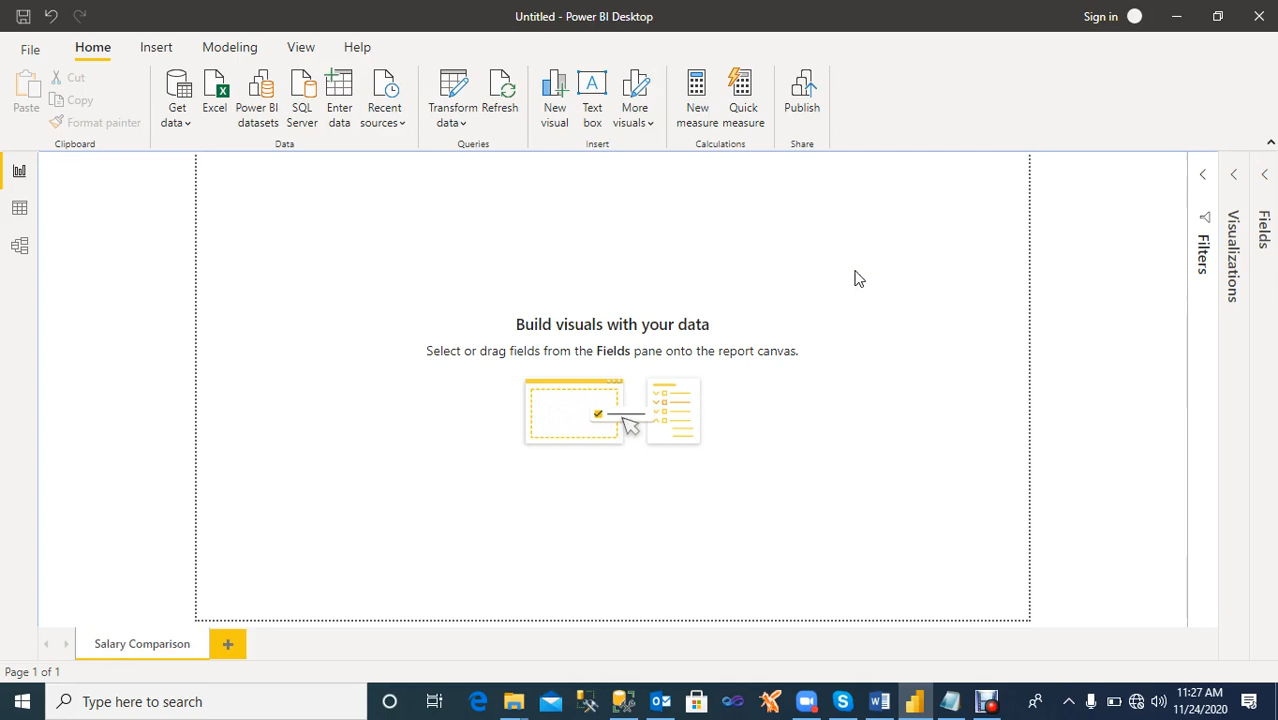 Untitled - Power BI Desktop
Sign in
File
Home
Insert
Modeling
View
Help
Paste
Cut
Copy
Format painter
Clipboard
Get data
Excel
Power BI datasets
SQL Server
Enter data
Recent sources
Data
Transform data
Refresh
Queries
New visual
Text box
More visuals
Insert
New measure
Quick measure
Calculations
Publish
Share
Filters
Visualizations
Fields
Build visuals with your data
Select or drag fields from the Fields pane onto the report canvas.
Salary Comparison
Page 1 of 1
Type here to search
11:27 AM
11/24/2020